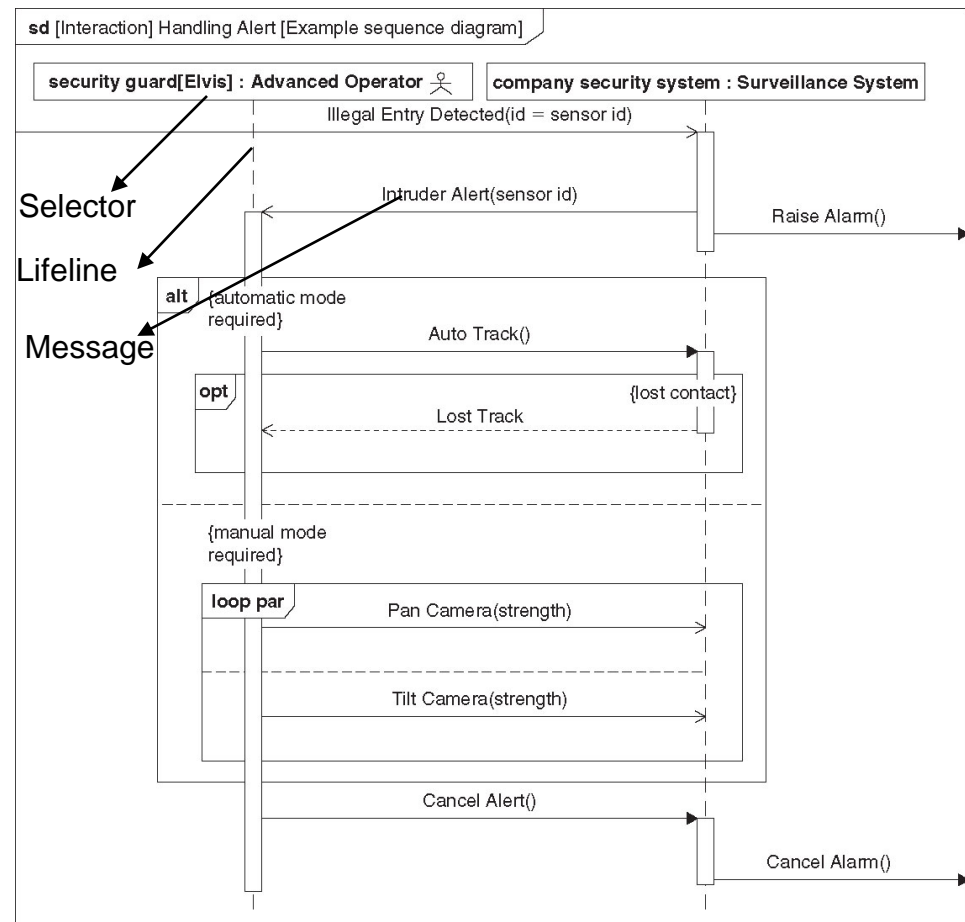 sd [Interaction] Handling Alert [Example sequence diagram]
security guard[Elvis] : Advanced Operator
company security system : Surveillance System
Illegal Entry Detected(id = sensor id)
Selector
Intruder Alert(sensor id)
Raise Alarm()
Lifeline
alt
{automatic mode
required}
Message
Auto Track()
opt
{lost contact}
Lost Track
{manual mode
required}
loop par
Pan Camera(strength)
Tilt Camera(strength)
Cancel Alert()
Cancel Alarm()